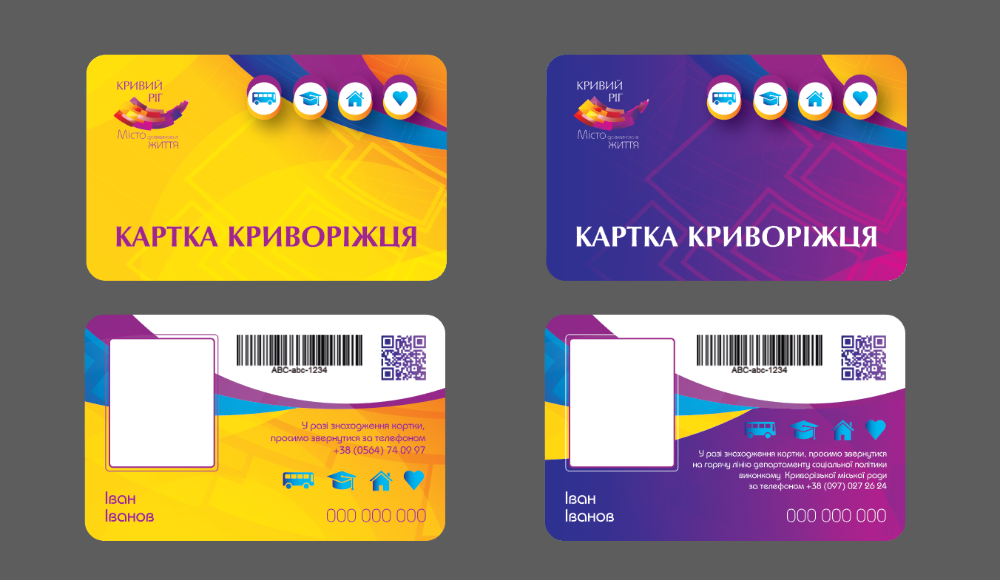 КРИВИЙ
РІГ
Місто довжиною в
ЖИТТЯ
КАРТКА КРИВОРІЖЦЯ
КРИВИЙ
РІГ
Місто довжиною в
ЖИТТЯ
КАРТКА КРИВОРІЖЦЯ
ABC-abc-1234
У разі знаходження картки,
просимо звернутися за телефоном
+38 (0564) 74 09 97
Іван
Іванов
000 000 000
ABC-abc-1234
У разі знаходження картки, просимо звернутися
на гарячу лінію департаменту соціальної політики
виконкому Криворізької міської ради
за телефоном +38 (097) 027 26 24
Іван
Іванов
000 000 000